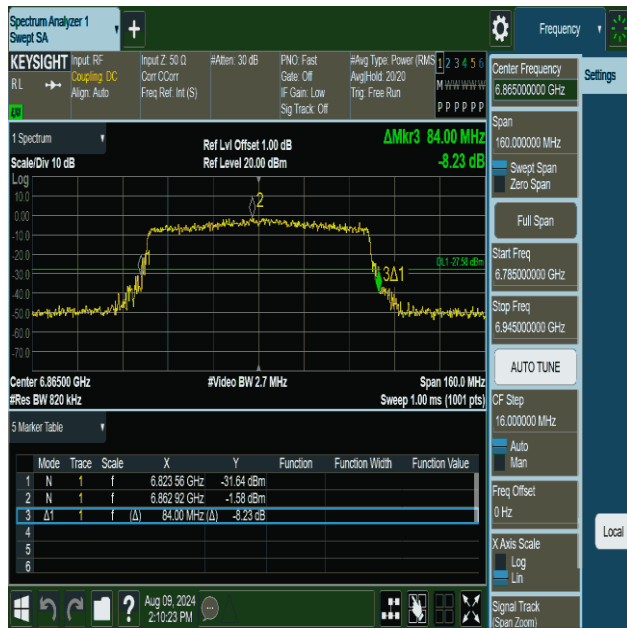 Spectrum Analyzer 1
Swept SA
Frequency
KEYSIGHT Input: RF Input Z: 50 Ω #Atten: 30 dB PNO: Fast #Avg Type: Power (RMS 1 2 3 4 5 6
RL Coupling: DC Corr CCorr Gate: Off Avg|Hold: 20/20 M W W W W W
Align: Auto Freq Ref: Int (S) IF Gain: Low Trig: Free Run
Sig Track: Off P P P P P P
1 Spectrum
Ref Lvl Offset 1.00 dB ΔMkr3 84.00 MHz
Scale/Div 10 dB Ref Level 20.00 dBm -8.23 dB
Log
10.0
0.00
-10.0
-20.0
-30.0
-40.0
-50.0
-60.0
-70.0
2
DL1 -27.58 dBm
3Δ1
Center 6.86500 GHz #Video BW 2.7 MHz Span 160.0 MHz
#Res BW 820 kHz Sweep 1.00 ms (1001 pts)
5 Marker Table
Mode Trace Scale X Y Function Function Width Function Value
1 N 1 f 6.823 56 GHz -31.64 dBm
2 N 1 f 6.862 92 GHz -1.58 dBm
3 Δ1 1 f (Δ) 84.00 MHz (Δ) -8.23 dB
4
5
6
Aug 09, 2024
2:10:23 PM
Center Frequency
6.865000000 GHz
Settings
Span
160.000000 MHz
Swept Span
Zero Span
Full Span
Start Freq
6.785000000 GHz
Stop Freq
6.945000000 GHz
AUTO TUNE
CF Step
16.000000 MHz
Auto
Man
Freq Offset
0 Hz
Local
X Axis Scale
Log
Lin
Signal Track
(Span Zoom)